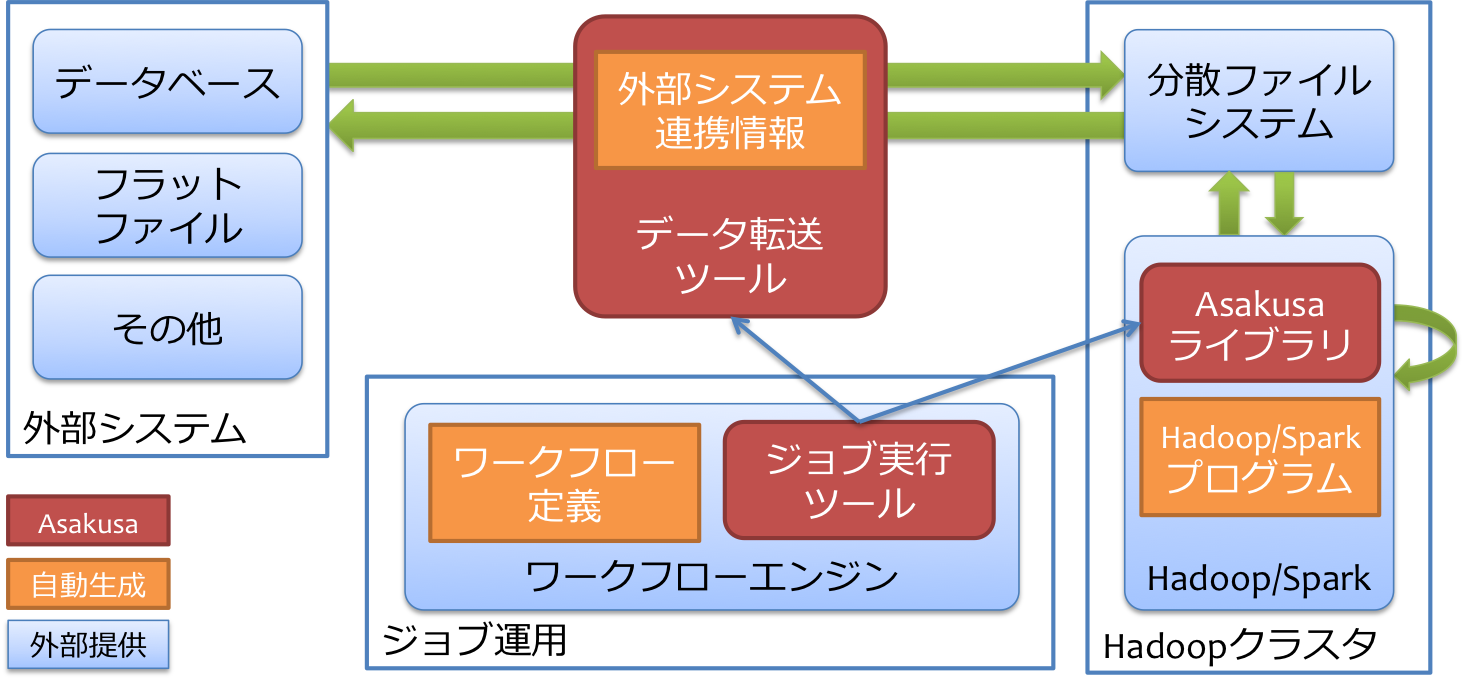 データベース
フラット
ファイル
その他
外部システム
外部システム
連携情報
データ転送
ツール
分散ファイル
システム
Asakusa
ライブラリ
Hadoop/Spark
プログラム
Hadoop/Spark
Hadoopクラスタ
ワークフロー
定義
ジョブ実行
ツール
ワークフローエンジン
ジョブ運用
Asakusa
自動生成
外部提供